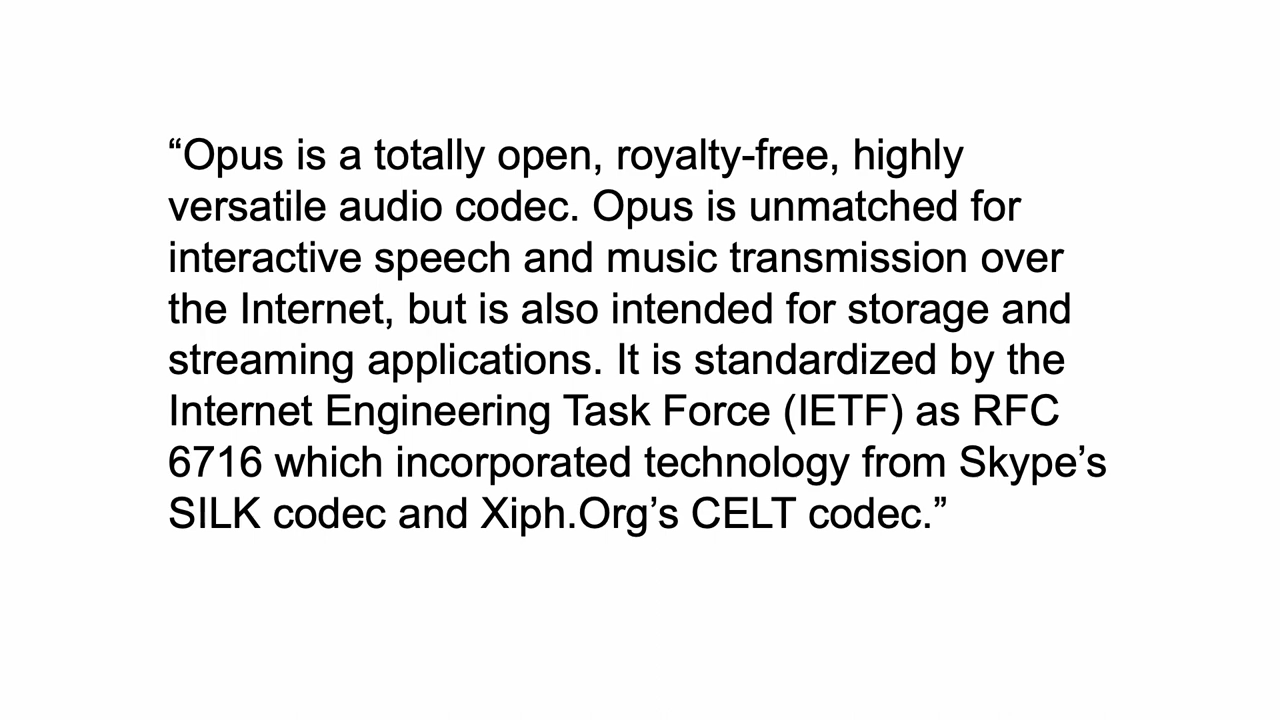 “Opus is a totally open, royalty-free, highly
versatile audio codec. Opus is unmatched for
interactive speech and music transmission over
the Internet, but is also intended for storage and
streaming applications. It is standardized by the
Internet Engineering Task Force (IETF) as RFC
6716 which incorporated technology from Skype’s
SILK codec and Xiph.Org’s CELT codec.”